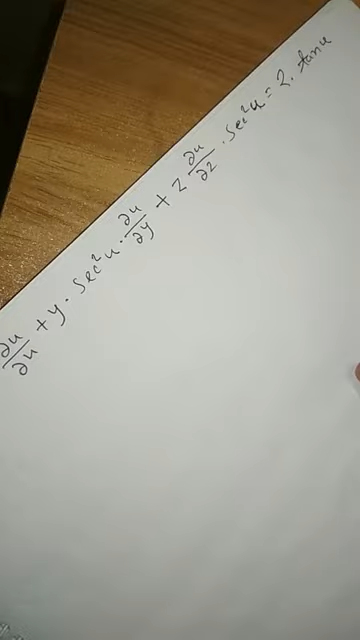 ∂u/∂x + y · sec²u · ∂u/∂y + z ∂u/∂z · sec²u = 2 · tanu